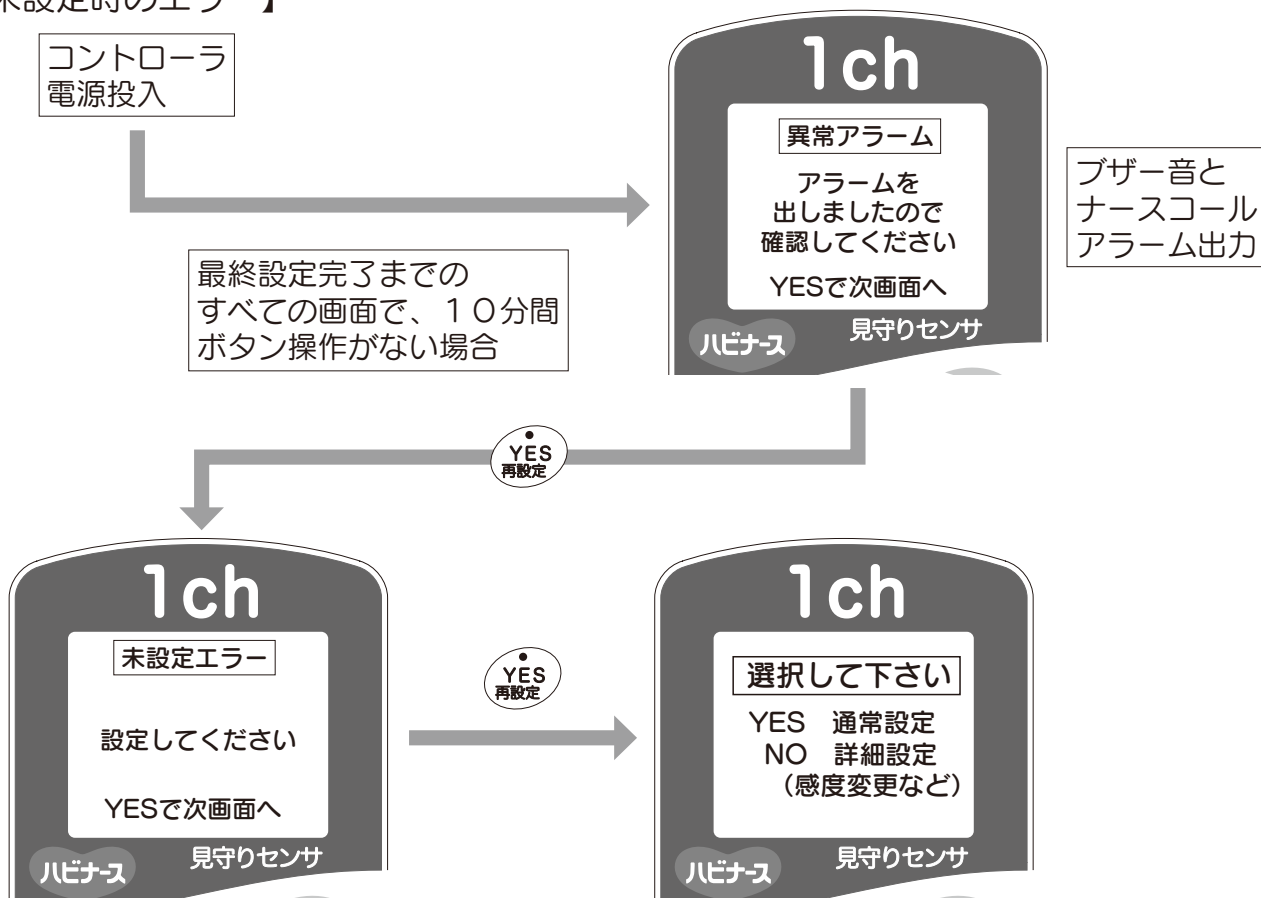 未設定時のエラー】
コントローラ
電源投入
1ch
異常アラーム
アラームを
出しましたので
確認してください
YESで次画面へ
ハビナース
見守りセンサ
ブザー音と
ナースコール
アラーム出力
最終設定完了までの
すべての画面で、１０分間
ボタン操作がない場合
YES
再設定
1ch
未設定エラー
設定してください
YESで次画面へ
ハビナース
見守りセンサ
YES
再設定
1ch
選択して下さい
YES 通常設定
NO 詳細設定
（感度変更など）
ハビナース
見守りセンサ